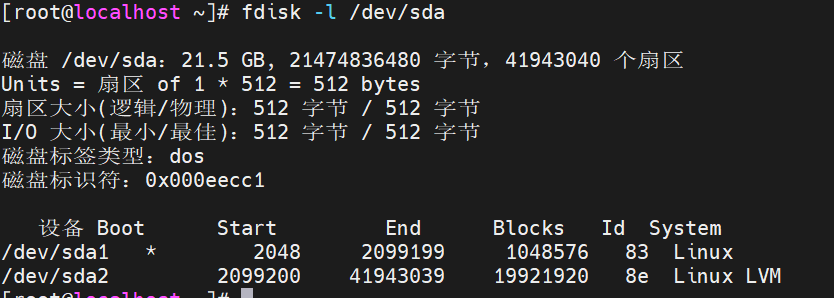 [root@localhost ~]# fdisk -l /dev/sda
磁盘 /dev/sda：21.5 GB, 21474836480 字节，41943040 个扇区
Units = 扇区 of 1 * 512 = 512 bytes
扇区大小(逻辑/物理)：512 字节 / 512 字节
I/O 大小(最小/最佳)：512 字节 / 512 字节
磁盘标签类型：dos
磁盘标识符：0x000eecc1
设备 Boot Start End Blocks Id System
/dev/sda1 * 2048 2099199 1048576 83 Linux
/dev/sda2 2099200 41943039 19921920 8e Linux LVM
[root@localhost ~]#